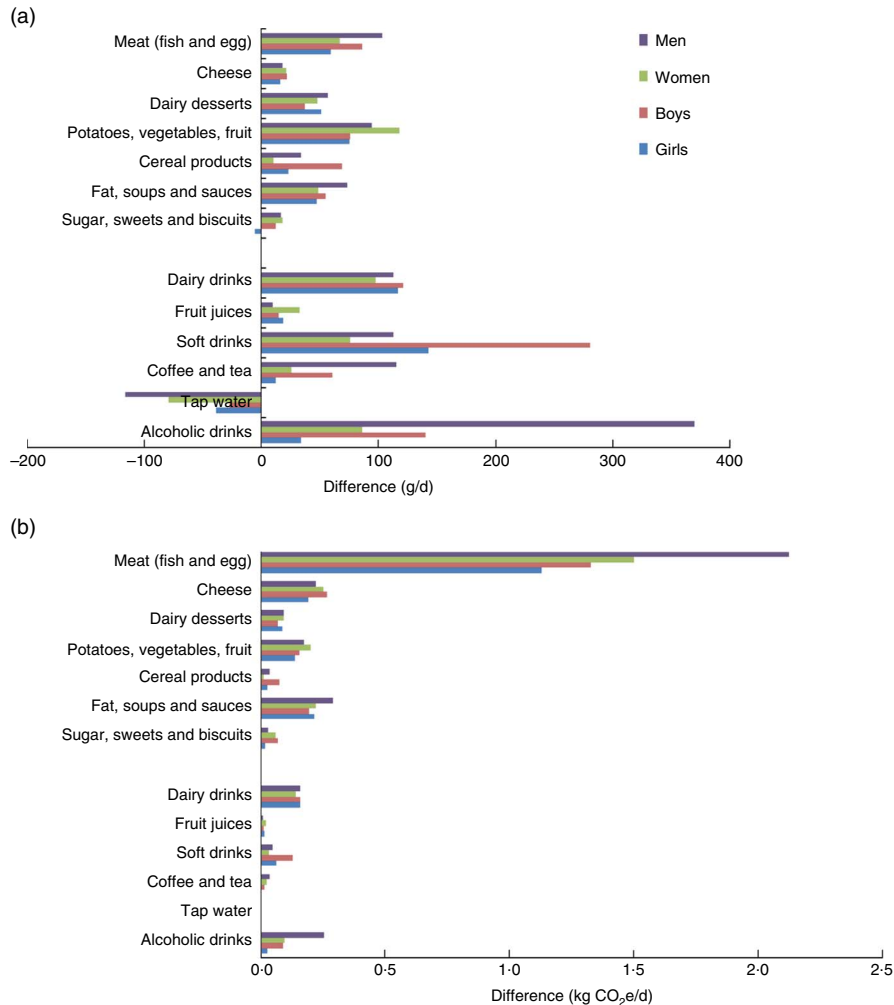 (a)
Meat (fish and egg)
Cheese
Dairy desserts
Potatoes, vegetables, fruit
Cereal products
Fat, soups and sauces
Sugar, sweets and biscuits
Dairy drinks
Fruit juices
Soft drinks
Coffee and tea
Tap water
Alcoholic drinks
Men
Women
Boys
Girls
–200 –100 0 100 200 300 400
Difference (g/d)
(b)
Meat (fish and egg)
Cheese
Dairy desserts
Potatoes, vegetables, fruit
Cereal products
Fat, soups and sauces
Sugar, sweets and biscuits
Dairy drinks
Fruit juices
Soft drinks
Coffee and tea
Tap water
Alcoholic drinks
0·0 0·5 1·0 1·5 2·0 2·5
Difference (kg CO₂e/d)